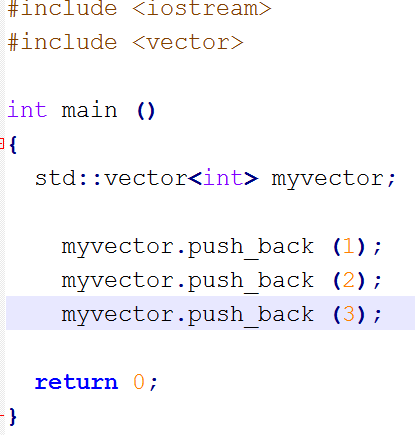 #include <iostream>
#include <vector>
int main ()
{
std::vector<int> myvector;
myvector.push_back (1);
myvector.push_back (2);
myvector.push_back (3);
return 0;
}